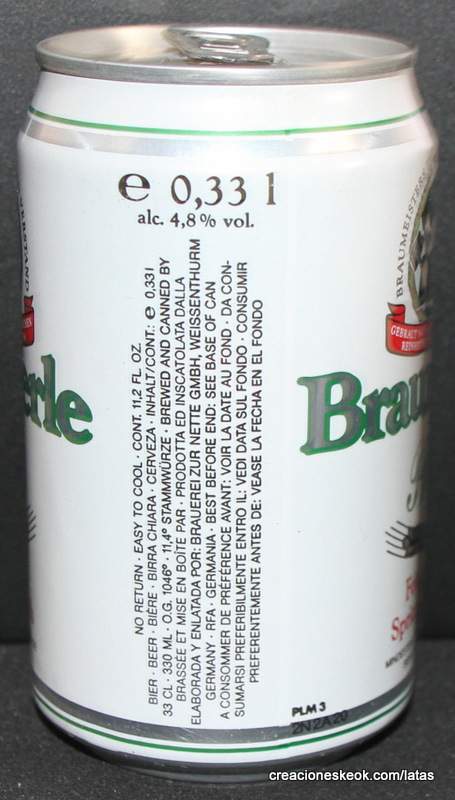 e 0,33 l
alc. 4,8% vol.
NO RETURN · EASY TO COOL · CONT. 11,2 FL. OZ.
BIER · BEER · BIÈRE · BIRRA CHIARA · CERVEZA · INHALT/CONT.: e 0,33 l
33 CL · 330 ML · O.G. 1046° · 11,4° STAMMWÜRZE · BREWED AND CANNED BY
BRASSÉE ET MISE EN BOÎTE PAR · PRODOTTA ED INSCATOLATA DALLA
ELABORADA Y ENLATADA POR: BRAUEREI ZUR NETTE GMBH, WEISSENTHURM
GERMANY · RFA · GERMANIA · BEST BEFORE END: SEE BASE OF CAN
A CONSOMMER DE PREFÉRENCE AVANT: VOIR LA DATE AU FOND · DA CON-
SUMARSI PREFERIBILMENTE ENTRO IL: VEDI DATA SUL FONDO · CONSUMIR
PREFERENTEMENTE ANTES DE: VEASE LA FECHA EN EL FONDO
erle
BRAUMEISTER
GEBRAUT
Brau
PLM 3
2N2A20
creacioneskeok.com/latas